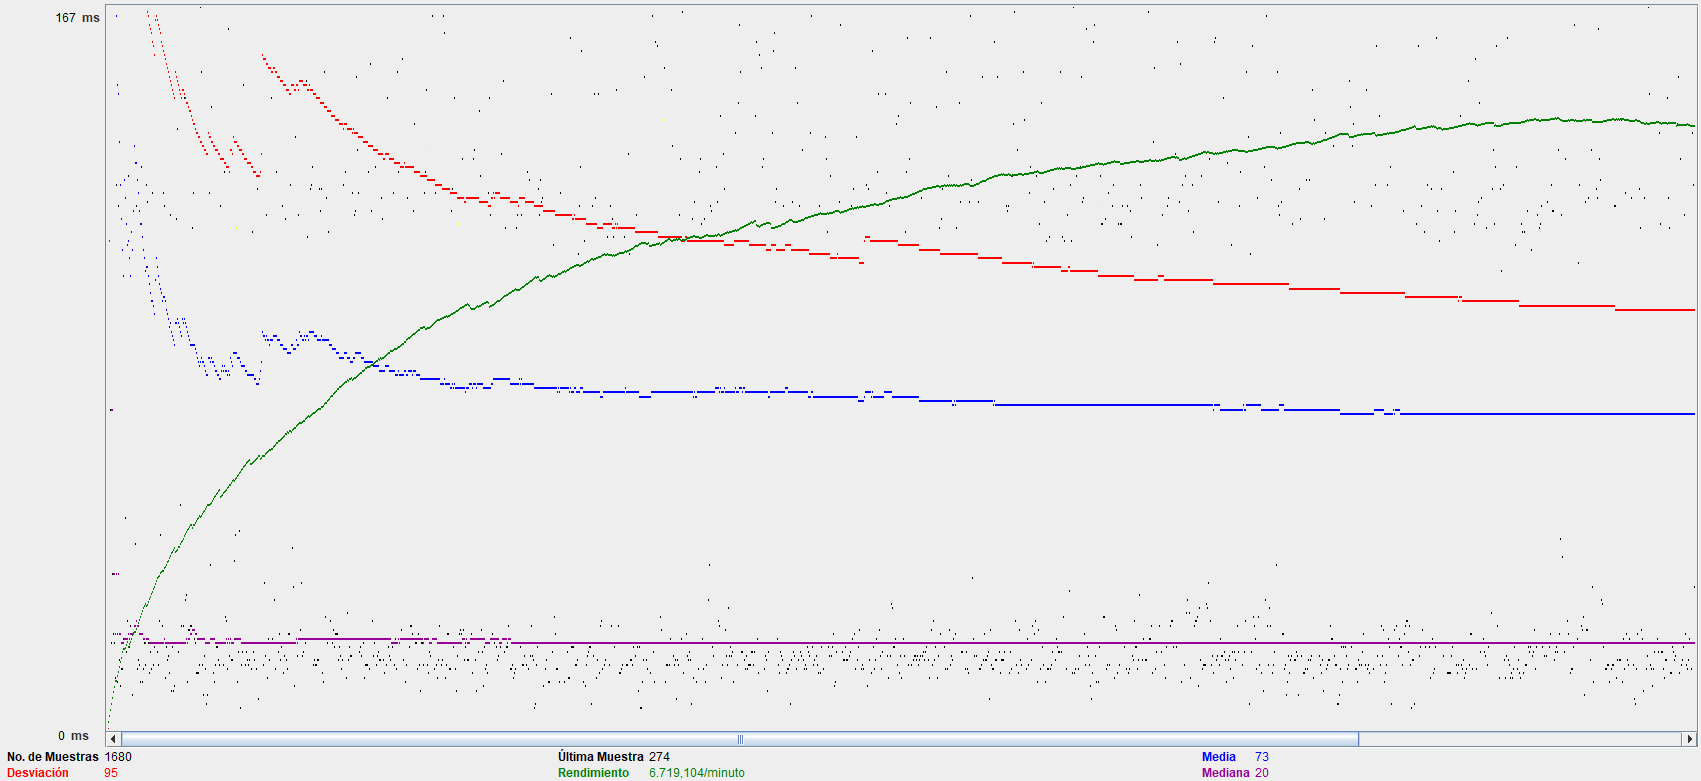 167 ms
0 ms
No. de Muestras 1680 Última Muestra 274 Media 73
Desviación 95 Rendimiento 6.719,104/minuto Mediana 20